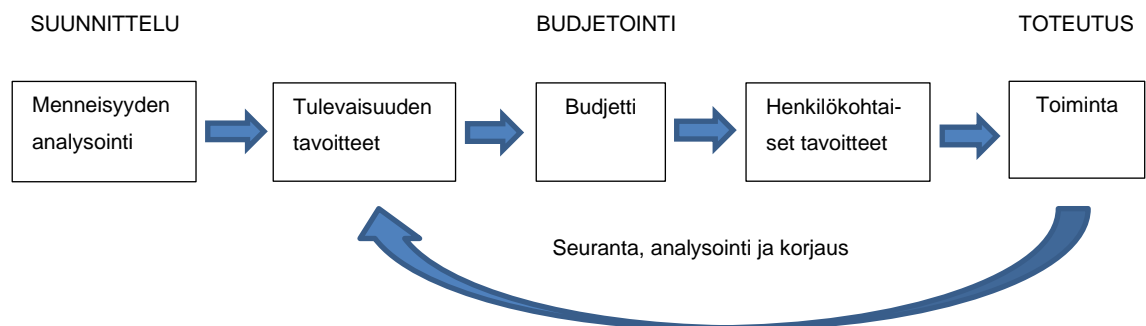 SUUNNITTELU
BUDJETOINTI
TOTEUTUS
Menneisyyden
analysointi
Tulevaisuuden
tavoitteet
Budjetti
Henkilökohtai-
set tavoitteet
Toiminta
Seuranta, analysointi ja korjaus